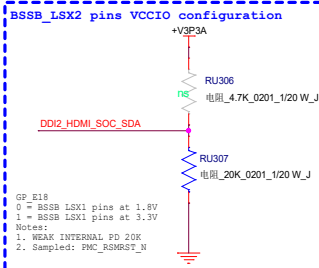 BSSB_LSX2 pins VCCIO configuration
+V3P3A
RU306
ns
电阻_4.7K_0201_1/20 W_J
DDI2_HDMI_SOC_SDA
RU307
电阻_20K_0201_1/20 W_J
GP_E18
0 = BSSB LSX1 pins at 1.8V
1 = BSSB LSX1 pins at 3.3V
Notes:
1. WEAK INTERNAL PD 20K
2. Sampled: PMC_RSMRST_N